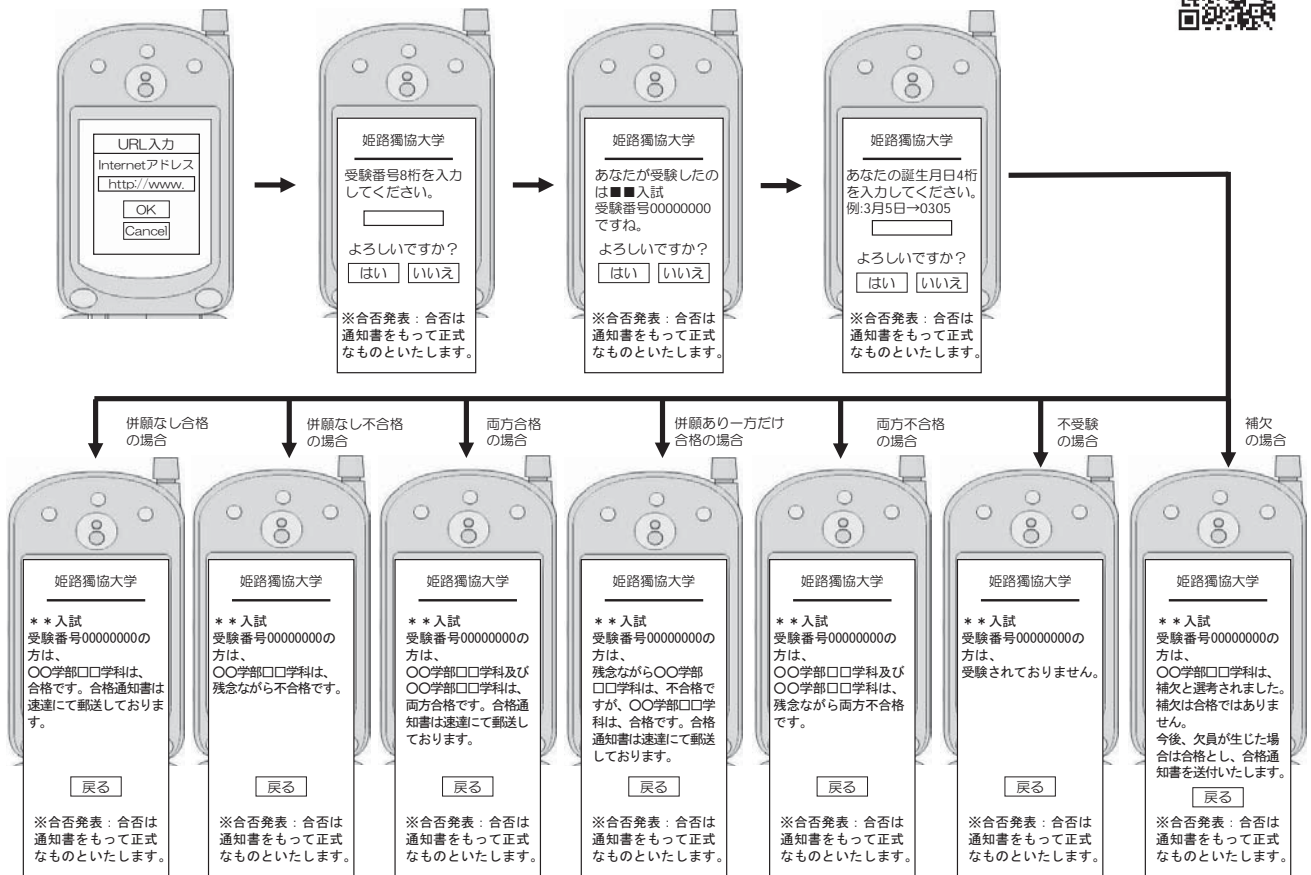 URL入力
Internetアドレス
http://www.
OK
Cancel
姫路獨協大学
受験番号8桁を入力
してください。
よろしいですか？
はい いいえ
※合否発表：合否は
通知書をもって正式
なものといたします。
姫路獨協大学
あなたが受験したの
は■■入試
受験番号00000000
ですね。
よろしいですか？
はい いいえ
※合否発表：合否は
通知書をもって正式
なものといたします。
姫路獨協大学
あなたの誕生月日4桁
を入力してください。
例:3月5日→0305
よろしいですか？
はい いいえ
※合否発表：合否は
通知書をもって正式
なものといたします。
併願なし合格
の場合
姫路獨協大学
＊＊入試
受験番号00000000の
方は、
〇〇学部□□学科は、
合格です。合格通知書は
速達にて郵送しておりま
す。
戻る
※合否発表：合否は
通知書をもって正式
なものといたします。
併願なし不合格
の場合
姫路獨協大学
＊＊入試
受験番号00000000の
方は、
〇〇学部□□学科は、
残念ながら不合格です。
戻る
※合否発表：合否は
通知書をもって正式
なものといたします。
両方合格
の場合
姫路獨協大学
＊＊入試
受験番号00000000の
方は、
〇〇学部□□学科及び
〇〇学部□□学科は、
両方合格です。合格通
知書は速達にて郵送し
ております。
戻る
※合否発表：合否は
通知書をもって正式
なものといたします。
併願あり一方だけ
合格の場合
姫路獨協大学
＊＊入試
受験番号00000000の
方は、
残念ながら〇〇学部
□□学科は、不合格で
すが、〇〇学部□□学
科は、合格です。合格
通知書は速達にて郵送
しております。
戻る
※合否発表：合否は
通知書をもって正式
なものといたします。
両方不合格
の場合
姫路獨協大学
＊＊入試
受験番号00000000の
方は、
〇〇学部□□学科及び
〇〇学部□□学科は、
残念ながら両方不合格
です。
戻る
※合否発表：合否は
通知書をもって正式
なものといたします。
不受験
の場合
姫路獨協大学
＊＊入試
受験番号00000000の
方は、
受験されておりません。
戻る
※合否発表：合否は
通知書をもって正式
なものといたします。
補欠
の場合
姫路獨協大学
＊＊入試
受験番号00000000の
方は、
〇〇学部□□学科は、
補欠と選考されました。
補欠は合格ではありま
せん。
今後、欠員が生じた場
合は合格とし、合格通
知書を送付いたします。
戻る
※合否発表：合否は
通知書をもって正式
なものといたします。